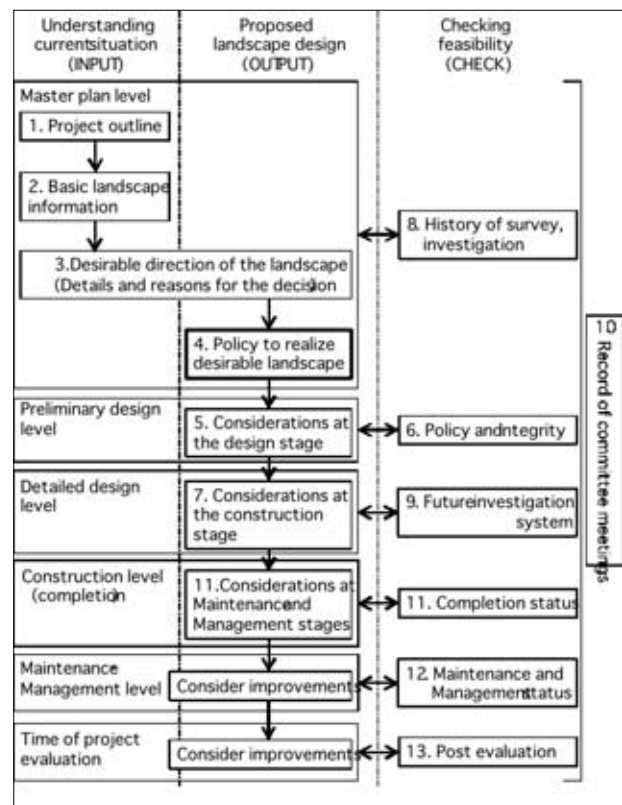 Understanding
currentsituation
(INPUT)
Proposed
landscape design
(OUTPUT)
Checking
feasibility
(CHECK)
Master plan level
1. Project outline
2. Basic landscape
information
3.Desirable direction of the landscape
(Details and reasons for the decision)
4. Policy to realize
desirable landscape
8. History of survey,
investigation
10
Record of committee meetings
Preliminary design
level
5. Considerations at
the design stage
6. Policy andntegrity
Detailed design
level
7. Considerations at
the construction
stage
9. Futureinvestigation
system
Construction level
(completion)
11.Considerations at
Maintenance and
Management stages
11. Completion status
Maintenance-
Management level
Consider improvements
12. Maintenance and
Management status
Time of project
evaluation
Consider improvements
13. Post evaluation